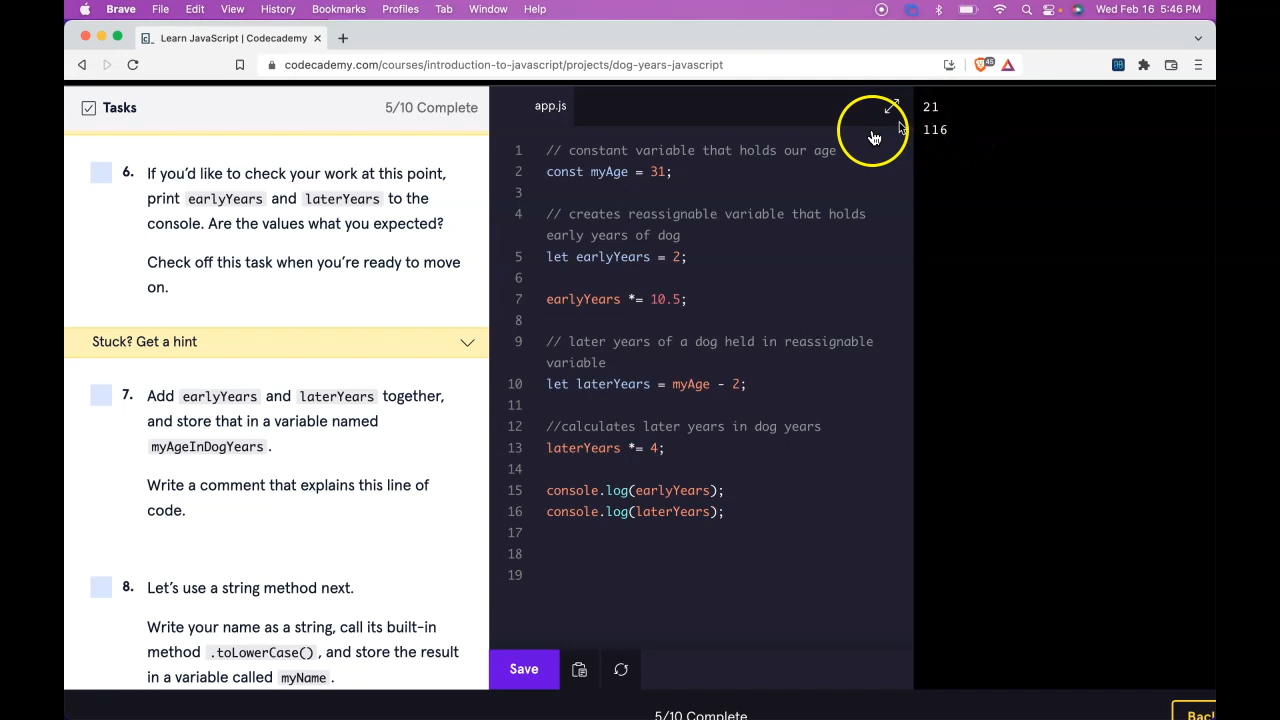 Brave File Edit View History Bookmarks Profiles Tab Window Help Wed Feb 16 5:46 PM
Learn JavaScript | Codecademy
codecademy.com/courses/introduction-to-javascript/projects/dog-years-javascript
45
Tasks 5/10 Complete
6. If you'd like to check your work at this point,
print earlyYears and laterYears to the
console. Are the values what you expected?
Check off this task when you're ready to move
on.
Stuck? Get a hint
7. Add earlyYears and laterYears together,
and store that in a variable named
myAgeInDogYears.
Write a comment that explains this line of
code.
8. Let's use a string method next.
Write your name as a string, call its built-in
method .toLowerCase(), and store the result
in a variable called myName.
app.js
1 // constant variable that holds our age
2 const myAge = 31;
3
4 // creates reassignable variable that holds
early years of dog
5 let earlyYears = 2;
6
7 earlyYears *= 10.5;
8
9 // later years of a dog held in reassignable
variable
10 let laterYears = myAge - 2;
11
12 //calculates later years in dog years
13 laterYears *= 4;
14
15 console.log(earlyYears);
16 console.log(laterYears);
17
18
19
Save
21
116
5/10 Complete